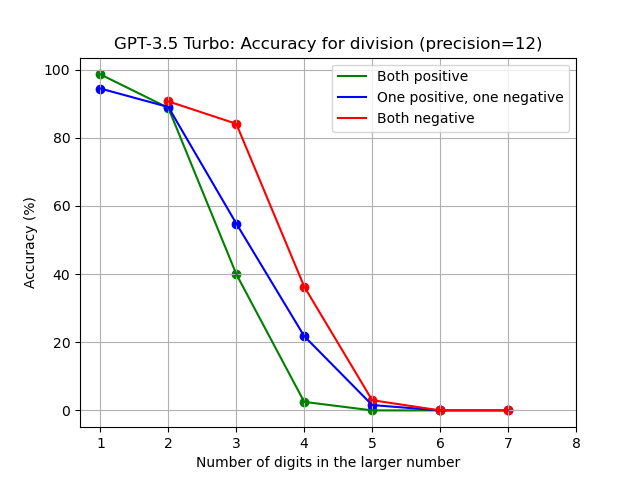 GPT-3.5 Turbo: Accuracy for division (precision=12)
Both positive
One positive, one negative
Both negative
Accuracy (%)
100
80
60
40
20
0
1 2 3 4 5 6 7 8
Number of digits in the larger number